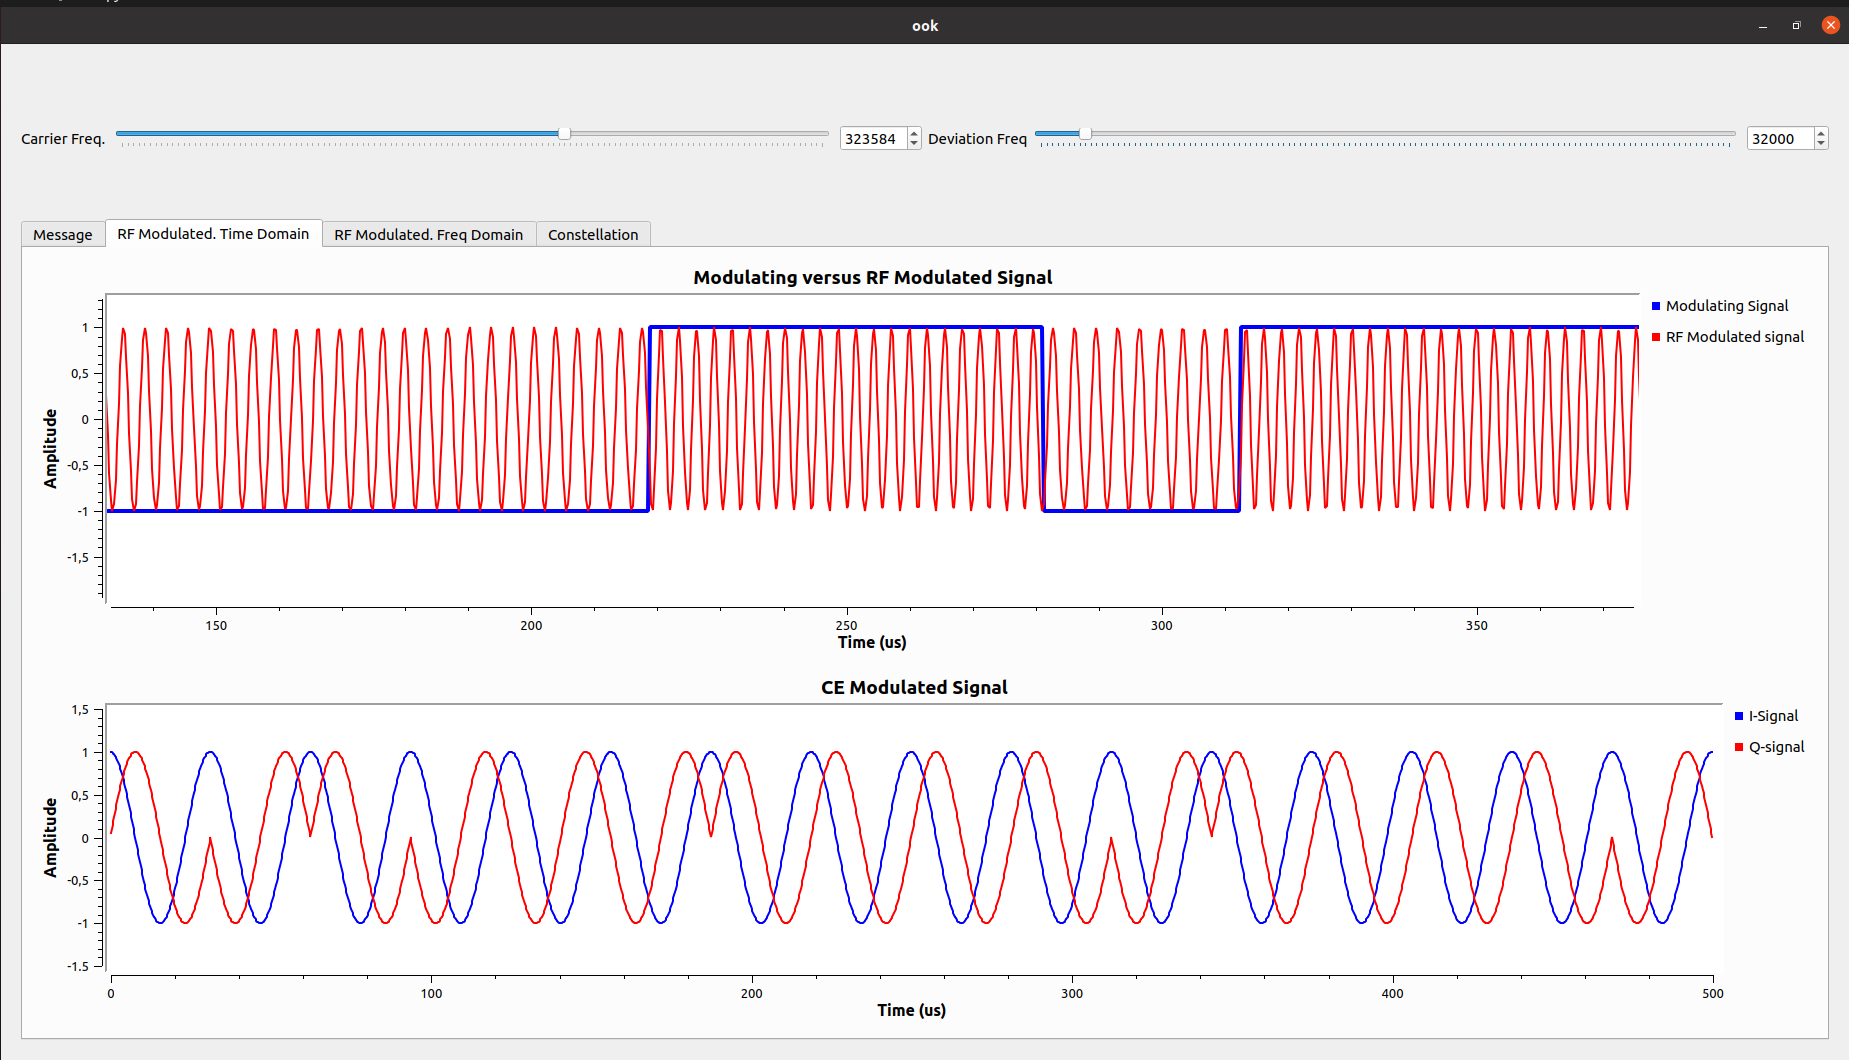 ook
Carrier Freq. 323584 Deviation Freq 32000
Message RF Modulated. Time Domain RF Modulated. Freq Domain Constellation
Modulating versus RF Modulated Signal
Modulating Signal
RF Modulated signal
Amplitude
1
0,5
0
-0,5
-1
-1,5
150 200 250 300 350
Time (us)
CE Modulated Signal
I-Signal
Q-signal
Amplitude
1,5
1
0,5
0
-0,5
-1
-1.5
0 100 200 300 400 500
Time (us)